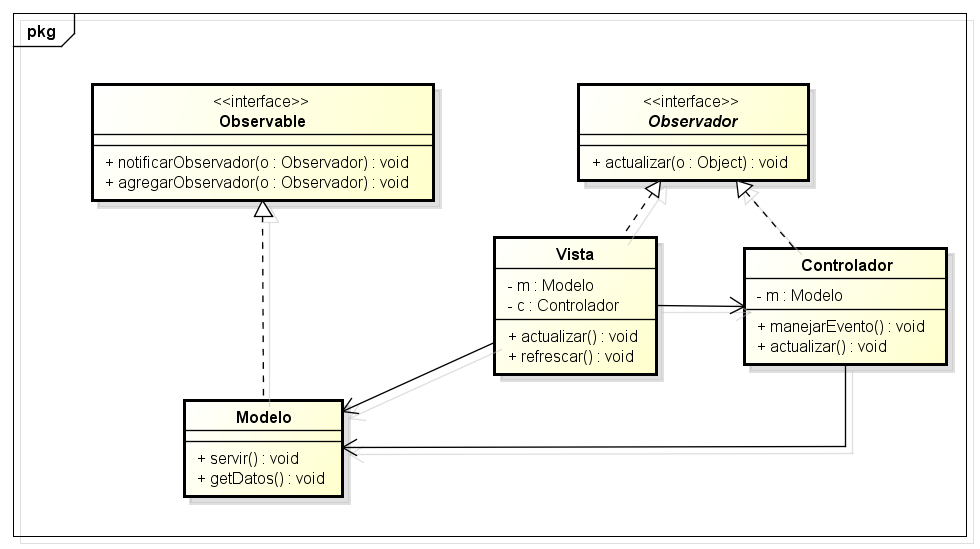 pkg
<<interface>>
Observable
+ notificarObservador(o : Observador) : void
+ agregarObservador(o : Observador) : void
<<interface>>
Observador
+ actualizar(o : Object) : void
Vista
- m : Modelo
- c : Controlador
+ actualizar() : void
+ refrescar() : void
Controlador
- m : Modelo
+ manejarEvento() : void
+ actualizar() : void
Modelo
+ servir() : void
+ getDatos() : void